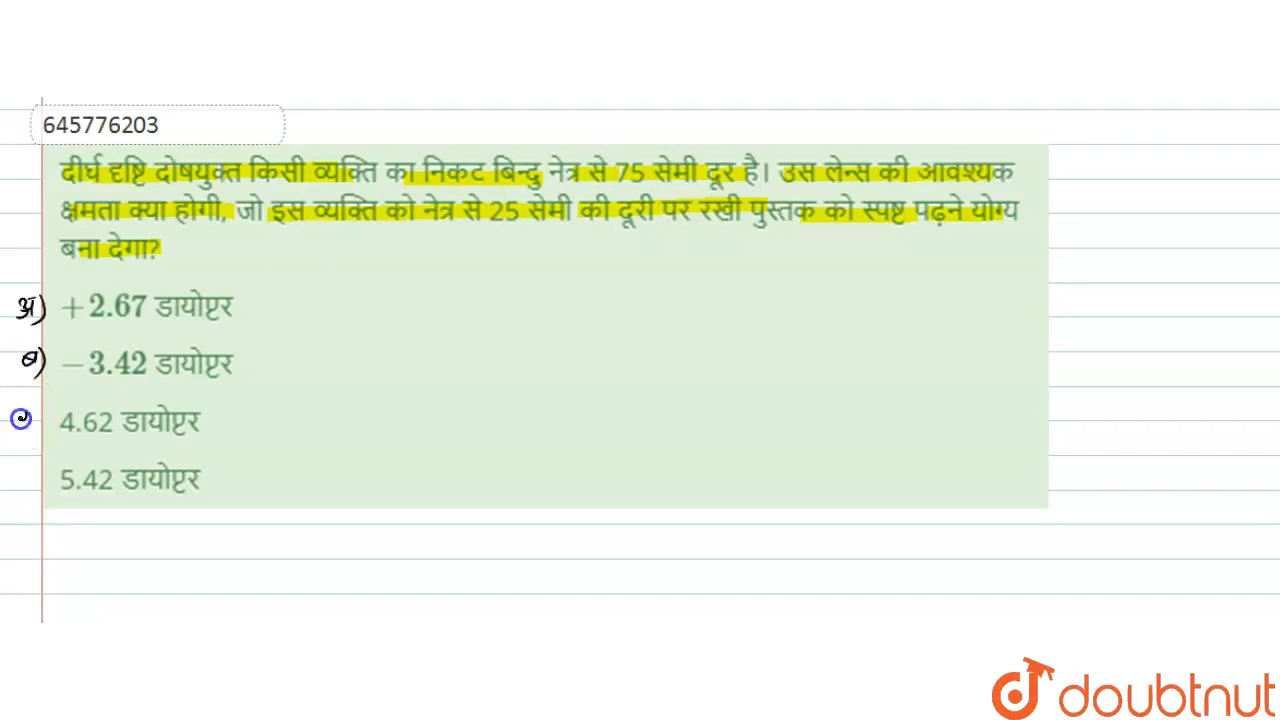 645776203
दीर्घ दृष्टि दोषयुक्त किसी व्यक्ति का निकट बिन्दु नेत्र से 75 सेमी दूर है। उस लेन्स की आवश्यक
क्षमता क्या होगी, जो इस व्यक्ति को नेत्र से 25 सेमी की दूरी पर रखी पुस्तक को स्पष्ट पढ़ने योग्य
बना देगा?
अ) +2.67 डायोप्टर
ब) −3.42 डायोप्टर
4.62 डायोप्टर
5.42 डायोप्टर
doubtnut